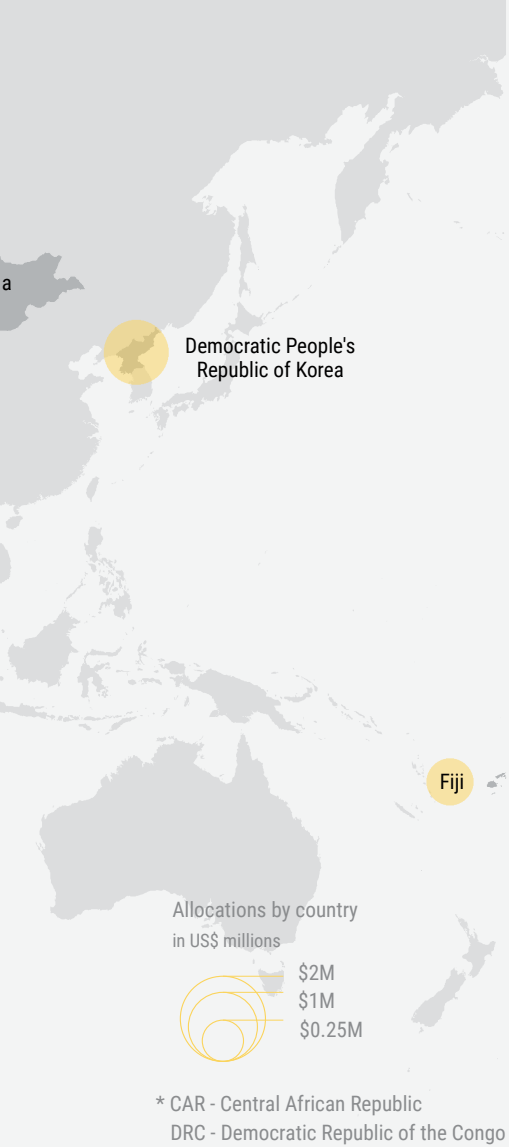 a
Democratic People's
Republic of Korea
Fiji
Allocations by country
in US$ millions
$2M
$1M
$0.25M
* CAR - Central African Republic
DRC - Democratic Republic of the Congo